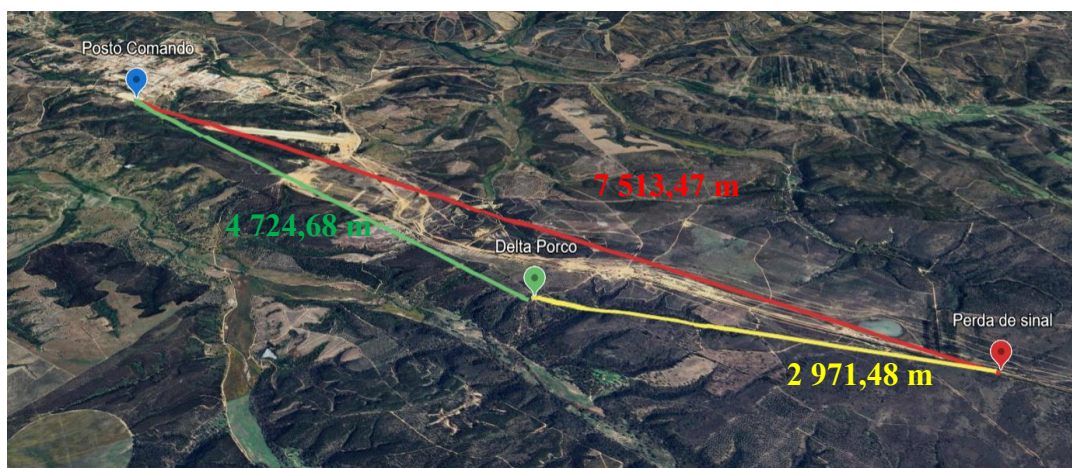 Posto Comando
7 513,47 m
4 724,68 m
Delta Porco
Perda de sinal
2 971,48 m